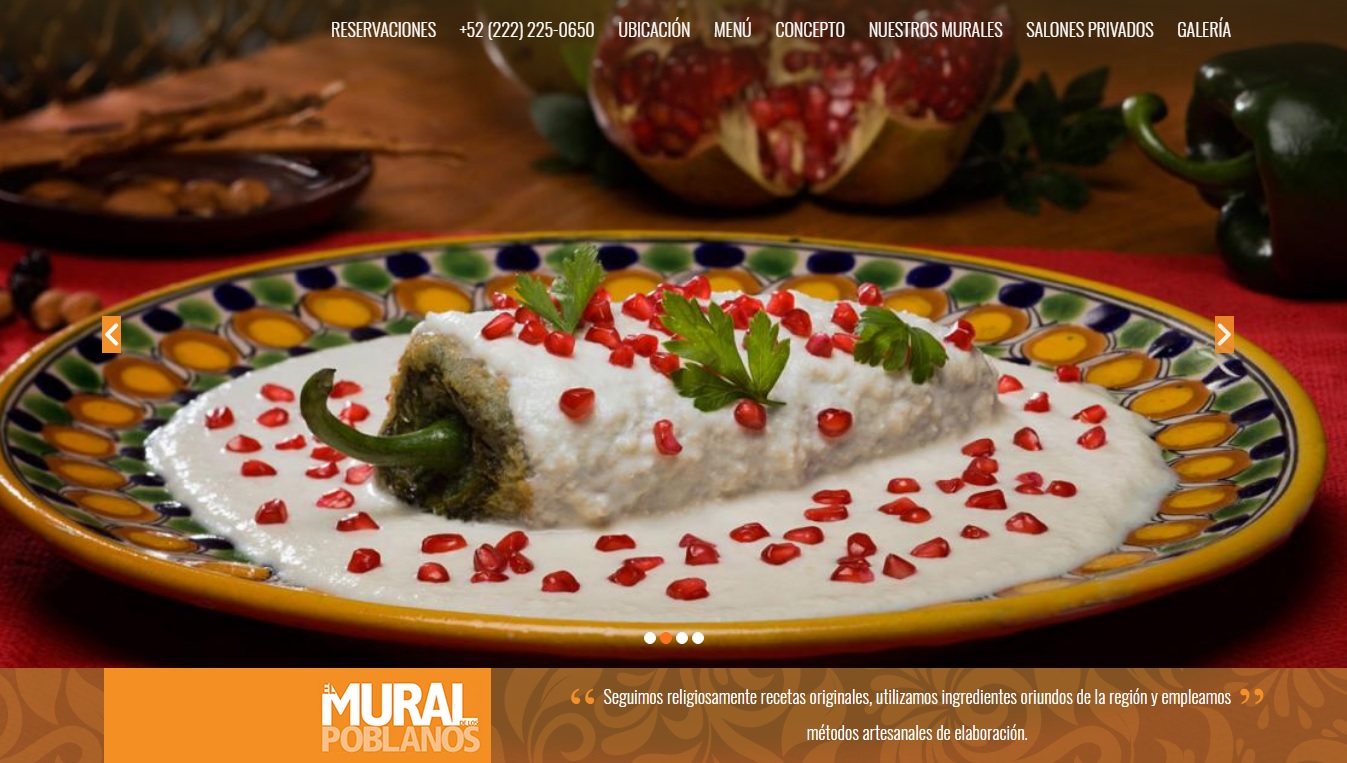 RESERVACIONES +52 (222) 225-0650 UBICACIÓN MENÚ CONCEPTO NUESTROS MURALES SALONES PRIVADOS GALERÍA
EL MURAL DE LOS
POBLANOS
“ Seguimos religiosamente recetas originales, utilizamos ingredientes oriundos de la región y empleamos ”
métodos artesanales de elaboración.